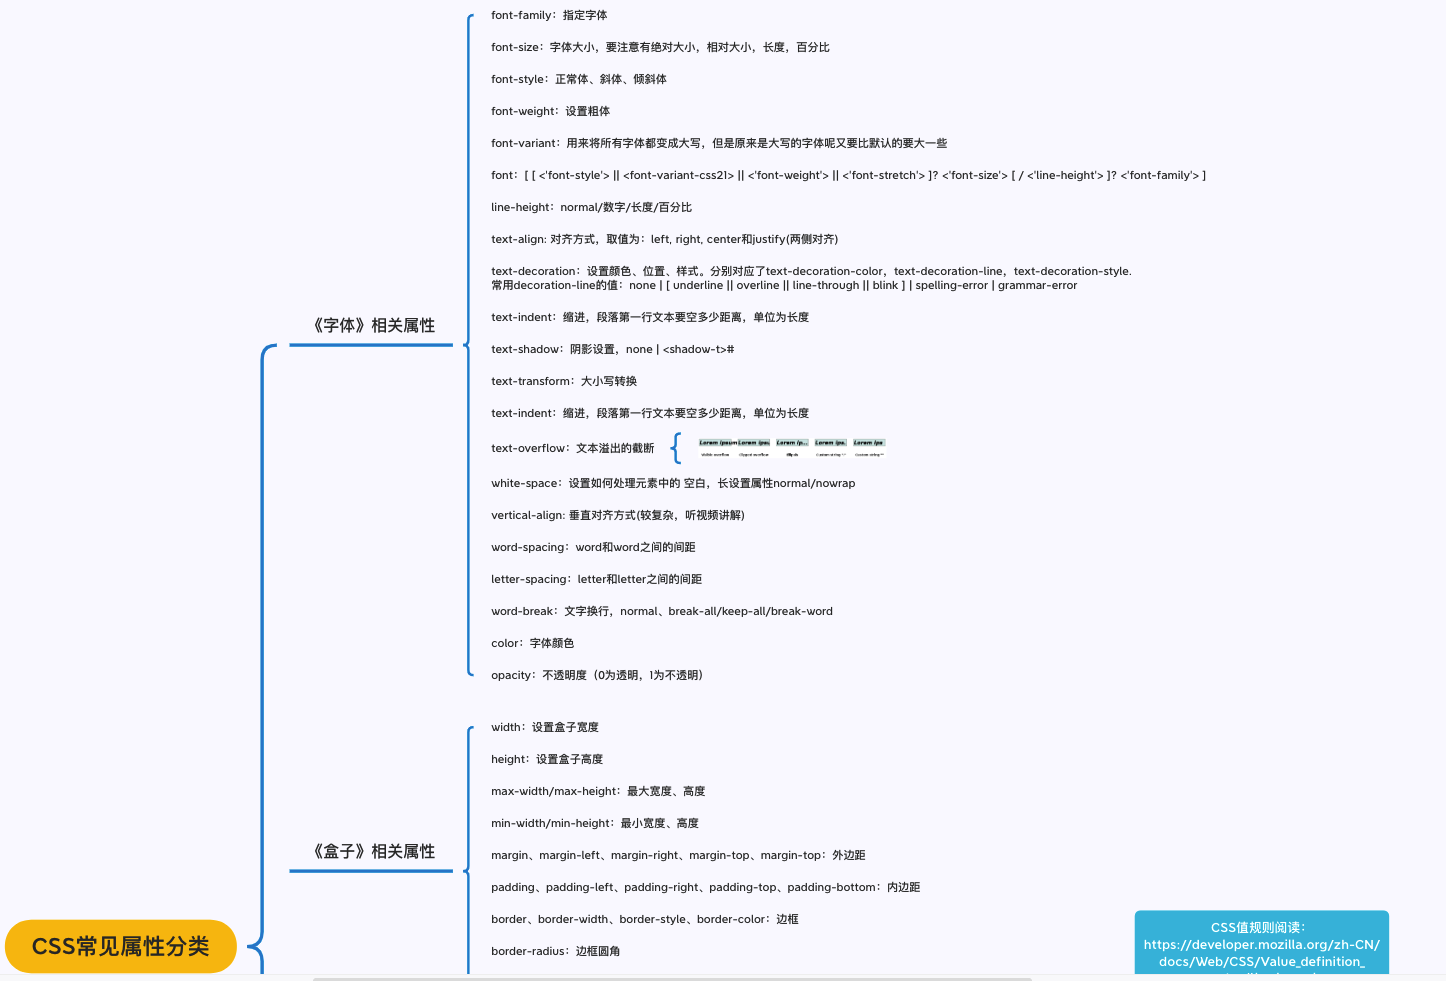 font-family：指定字体
font-size：字体大小，要注意有绝对大小，相对大小，长度，百分比
font-style：正常体、斜体、倾斜体
font-weight：设置粗体
font-variant：用来将所有字体都变成大写，但是原来是大写的字体呢又要比默认的要大一些
font：[ [ <'font-style'> || <font-variant-css21> || <'font-weight'> || <'font-stretch'> ]? <'font-size'> [ / <'line-height'> ]? <'font-family'> ]
line-height：normal/数字/长度/百分比
text-align: 对齐方式，取值为：left, right, center和justify(两侧对齐)
text-decoration：设置颜色、位置、样式。分别对应了text-decoration-color，text-decoration-line，text-decoration-style.
常用decoration-line的值：none | [ underline || overline || line-through || blink ] | spelling-error | grammar-error
《字体》相关属性
text-indent：缩进，段落第一行文本要空多少距离，单位为长度
text-shadow：阴影设置，none | <shadow-t>#
text-transform：大小写转换
text-indent：缩进，段落第一行文本要空多少距离，单位为长度
text-overflow：文本溢出的截断
Lorem ipsum Lorem ipsu Lorem ip... Lorem ips Lorem ips
Visible overflow Clipped overflow Ellipsis Custom string Custom string
white-space：设置如何处理元素中的 空白，长设置属性normal/nowrap
vertical-align: 垂直对齐方式(较复杂，听视频讲解)
word-spacing：word和word之间的间距
letter-spacing：letter和letter之间的间距
word-break：文字换行，normal、break-all/keep-all/break-word
color：字体颜色
opacity：不透明度（0为透明，1为不透明）
width：设置盒子宽度
height：设置盒子高度
max-width/max-height：最大宽度、高度
min-width/min-height：最小宽度、高度
《盒子》相关属性
margin、margin-left、margin-right、margin-top、margin-top：外边距
padding、padding-left、padding-right、padding-top、padding-bottom：内边距
border、border-width、border-style、border-color：边框
border-radius：边框圆角
CSS常见属性分类
CSS值规则阅读：
https://developer.mozilla.org/zh-CN/
docs/Web/CSS/Value_definition_